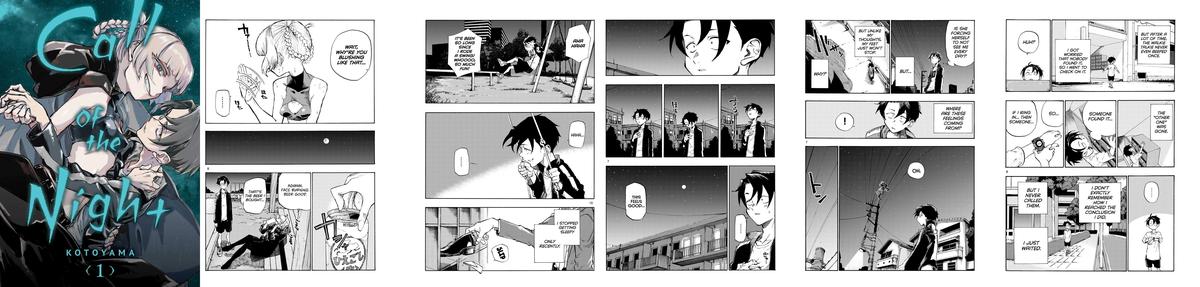 Call
of
the
Night
KOTOYAMA
1
WAIT,
WHY'RE YOU
BLUSHING
LIKE THAT...
THAT'S
THE BEER I
BOUGHT...
AGAINN!,
FACE BURNING.
BEER GOOD.
IT'S BEEN
SO LONG
SINCE
I RODE
A SWING!
WHOOOO,
SO MUCH
FUN!
AHA
HAHA
HAHA...
I STOPPED
GETTING
IT
ONLY
RECENTLY.
THIS
FEELS
GOOD...
IS SHE
FORCING
HERSELF
TO NOT
SEE ME
EVERY
DAY?
BUT UNLIKE
MY
THOUGHTS,
MY FEET
JUST WON'T
STOP.
BUT...
WHY?
WHERE
ARE THESE
FEELINGS
COMING
FROM?
!
OH.
BUT AFTER A
LOT OF TIME,
THE WALKIE
TALKIE NEVER
EVEN BEEPED
ONCE.
I GOT
WORRIED
THAT NOBODY
FOUND IT,
SO I WENT TO
CHECK ON IT.
HUH?
THE
"OTHER
ONE"
WAS
GONE.
SOMEONE
FOUND IT...
SO...
IF I RING
IN... THEN
SOMEONE...
I DON'T
EXACTLY
REMEMBER
HOW I
REACHED THE
CONCLUSION
I DID.
BUT I
NEVER
CALLED
THEM.
I JUST
WAITED.